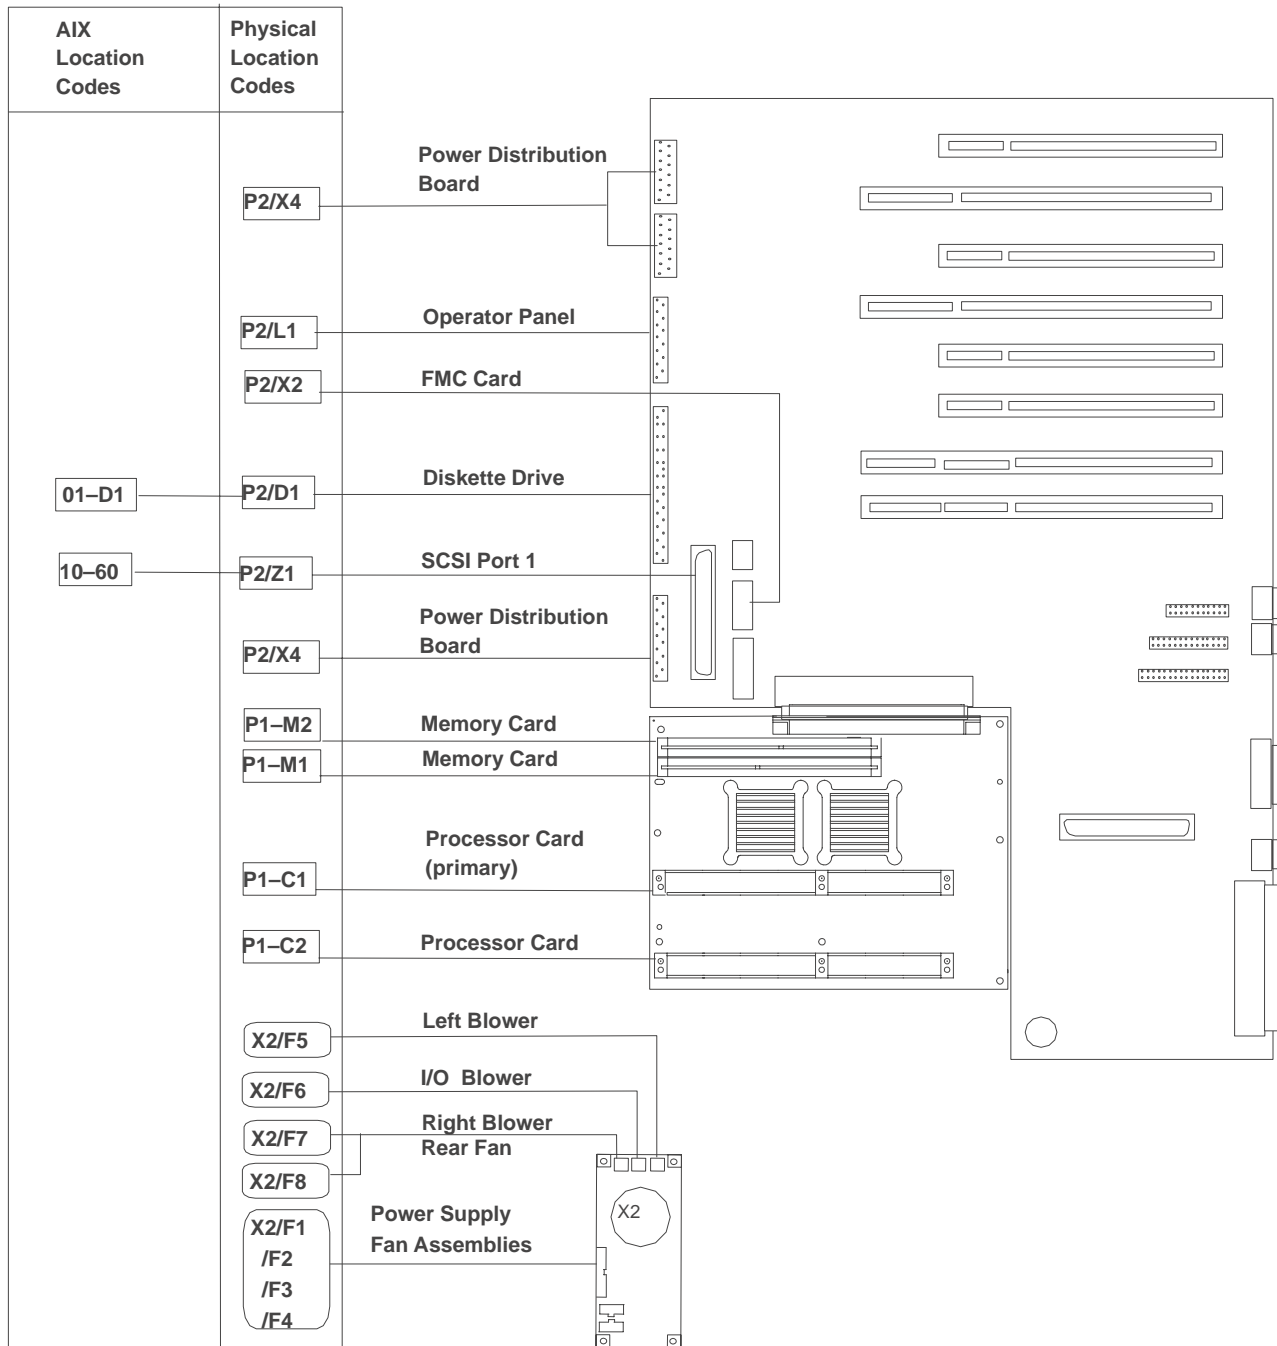 AIX
Location
Codes
Physical
Location
Codes
Power Distribution
Board
P2/X4
Operator Panel
P2/L1
FMC Card
P2/X2
Diskette Drive
01–D1
P2/D1
SCSI Port 1
10–60
P2/Z1
Power Distribution
Board
P2/X4
P1–M2
Memory Card
P1–M1
Memory Card
Processor Card
(primary)
P1–C1
P1–C2
Processor Card
Left Blower
X2/F5
I/O Blower
X2/F6
Right Blower
X2/F7
Rear Fan
X2/F8
Power Supply
Fan Assemblies
X2/F1
/F2
/F3
/F4
X2